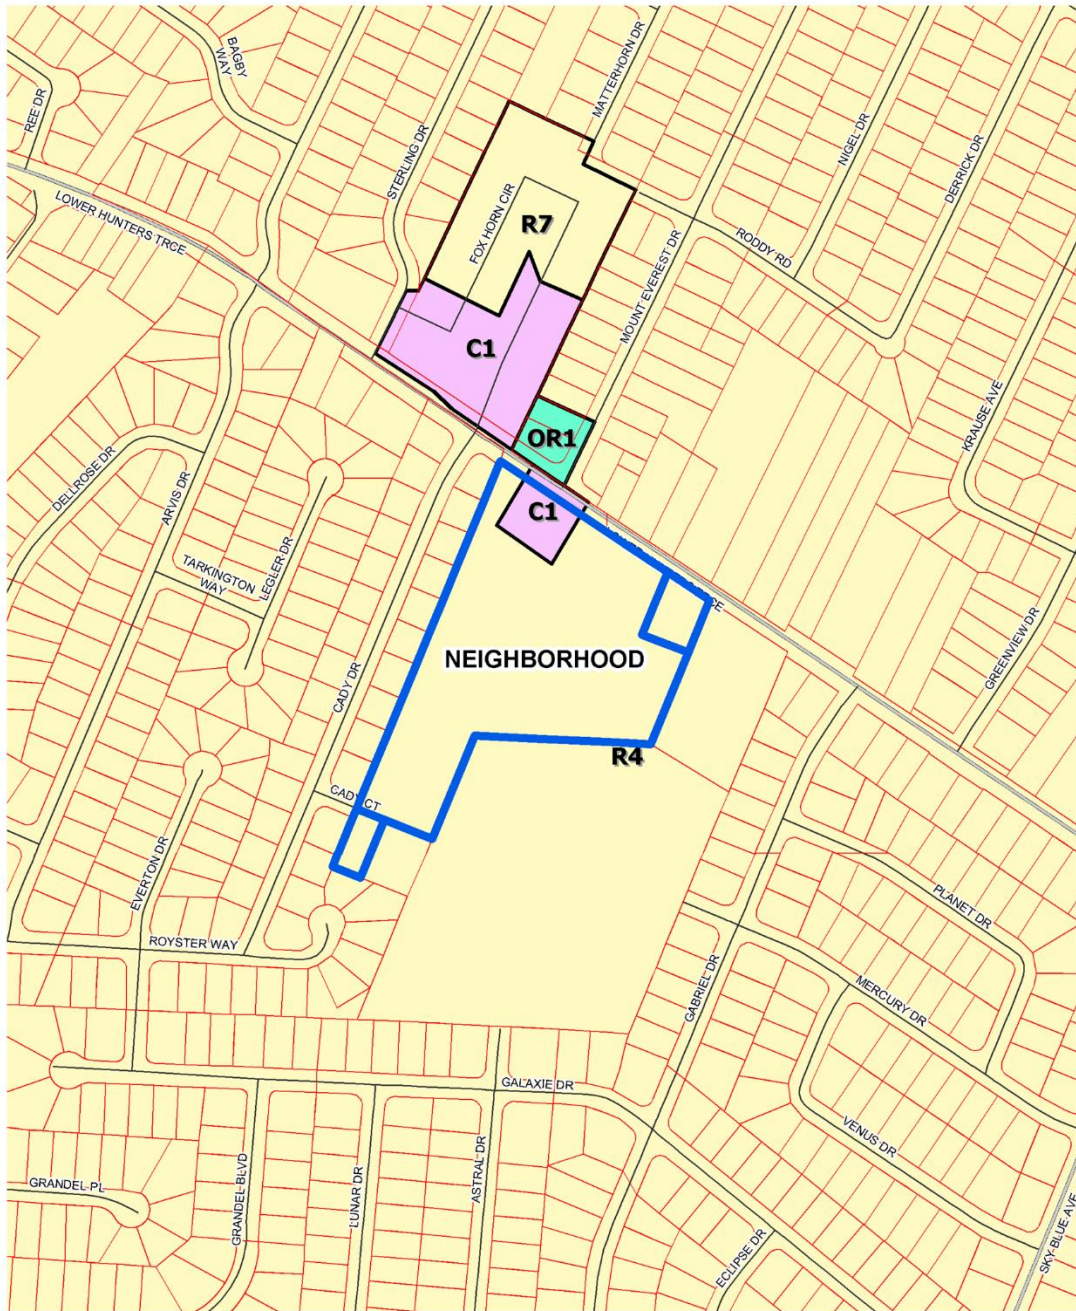 BAGBY
WAY
REE DR
MATTERHORN DR
STERLING DR
NIGEL DR
DERRICK DR
LOWER HUNTERS TRCE
FOX HORN CIR
R7
RODDY RD
MOUNT EVEREST DR
C1
KRAUSE AVE
OR1
DELLROSE DR
ARVIS DR
C1
LEGLER DR
TARKINGTON
WAY
GREENVIEW DR
NEIGHBORHOOD
CADY DR
R4
CADY CT
EVERTON DR
PLANET DR
ROYSTER WAY
GABRIEL DR
MERCURY DR
GALAXIE DR
VENUS DR
GRANDEL PL
GRANDEL BLVD
LUNAR DR
ASTRAL DR
ECLIPSE DR
SKY BLUE AVE